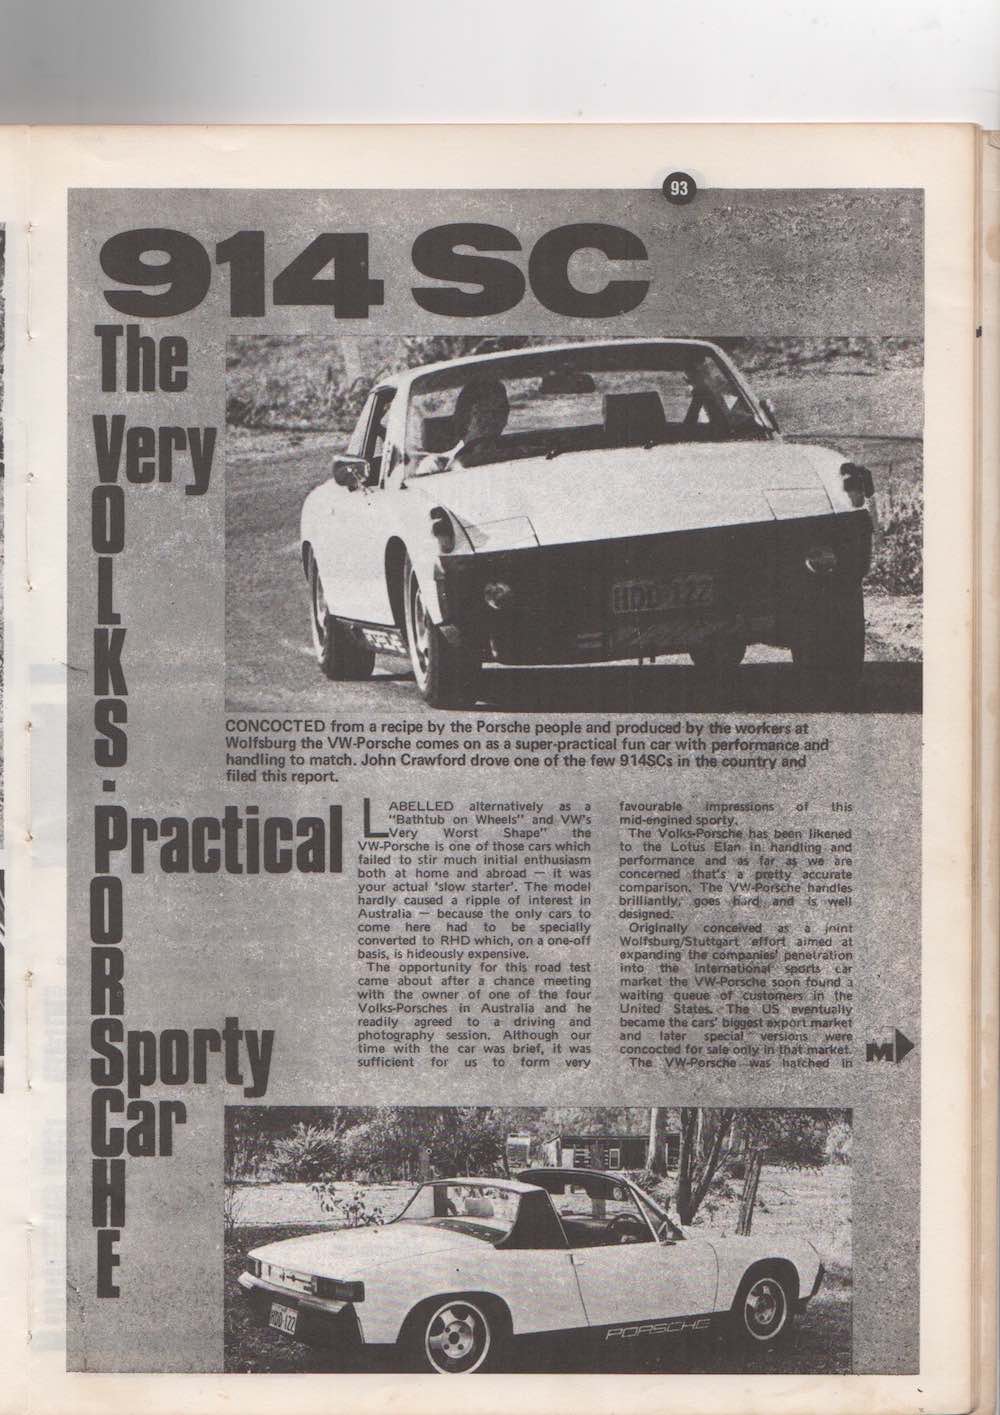 93
914 SC
The
Very
VOLKS-PORSCHE
Practical
Sporty
Car
HDD·122
PORSCHE
CONCOCTED from a recipe by the Porsche people and produced by the workers at
Wolfsburg the VW-Porsche comes on as a super-practical fun car with performance and
handling to match. John Crawford drove one of the few 914SCs in the country and
filed this report.
LABELLED alternatively as a
"Bathtub on Wheels" and VW's
Very Worst Shape" the
VW-Porsche is one of those cars which
failed to stir much initial enthusiasm
both at home and abroad — it was
your actual 'slow starter'. The model
hardly caused a ripple of interest in
Australia — because the only cars to
come here had to be specially
converted to RHD which, on a one-off
basis, is hideously expensive.
The opportunity for this road test
came about after a chance meeting
with the owner of one of the four
Volks-Porsches in Australia and he
readily agreed to a driving and
photography session. Although our
time with the car was brief, it was
sufficient for us to form very
favourable impressions of this
mid-engined sporty.
The Volks-Porsche has been likened
to the Lotus Elan in handling and
performance and as far as we are
concerned that's a pretty accurate
comparison. The VW-Porsche handles
brilliantly, goes hard and is well
designed.
Originally conceived as a joint
Wolfsburg/Stuttgart effort aimed at
expanding the companies' penetration
into the international sports car
market the VW-Porsche soon found a
waiting queue of customers in the
United States. The US eventually
became the cars' biggest export market
and later special versions were
concocted for sale only in that market.
The VW-Porsche was hatched in
M
HDD·122
PORSCHE